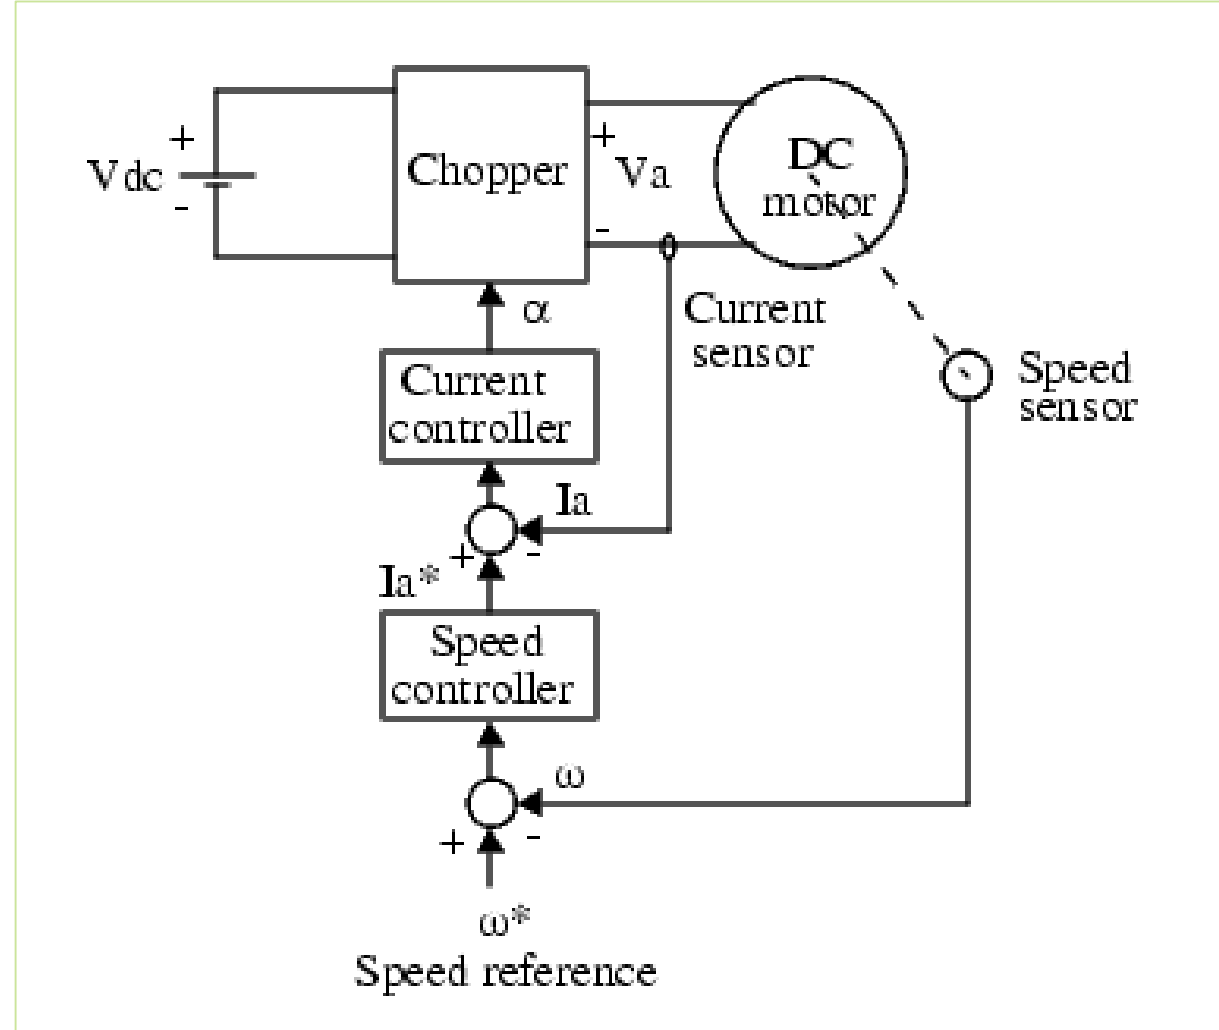 +
Vdc
-
Chopper
+
Va
-
DC
motor
α
Current
sensor
Current
controller
Speed
sensor
Ia
+
-
Ia*
Speed
controller
ω
+
-
ω*
Speed reference